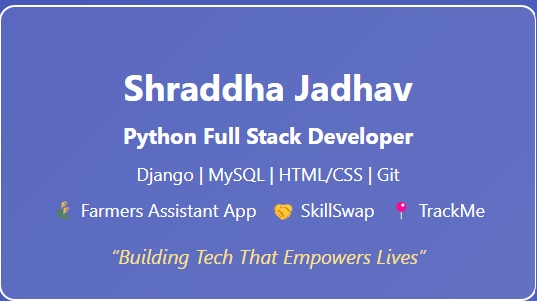 Shraddha Jadhav
Python Full Stack Developer
Django | MySQL | HTML/CSS | Git
🌾 Farmers Assistant App 🤝 SkillSwap 📍 TrackMe
“Building Tech That Empowers Lives”